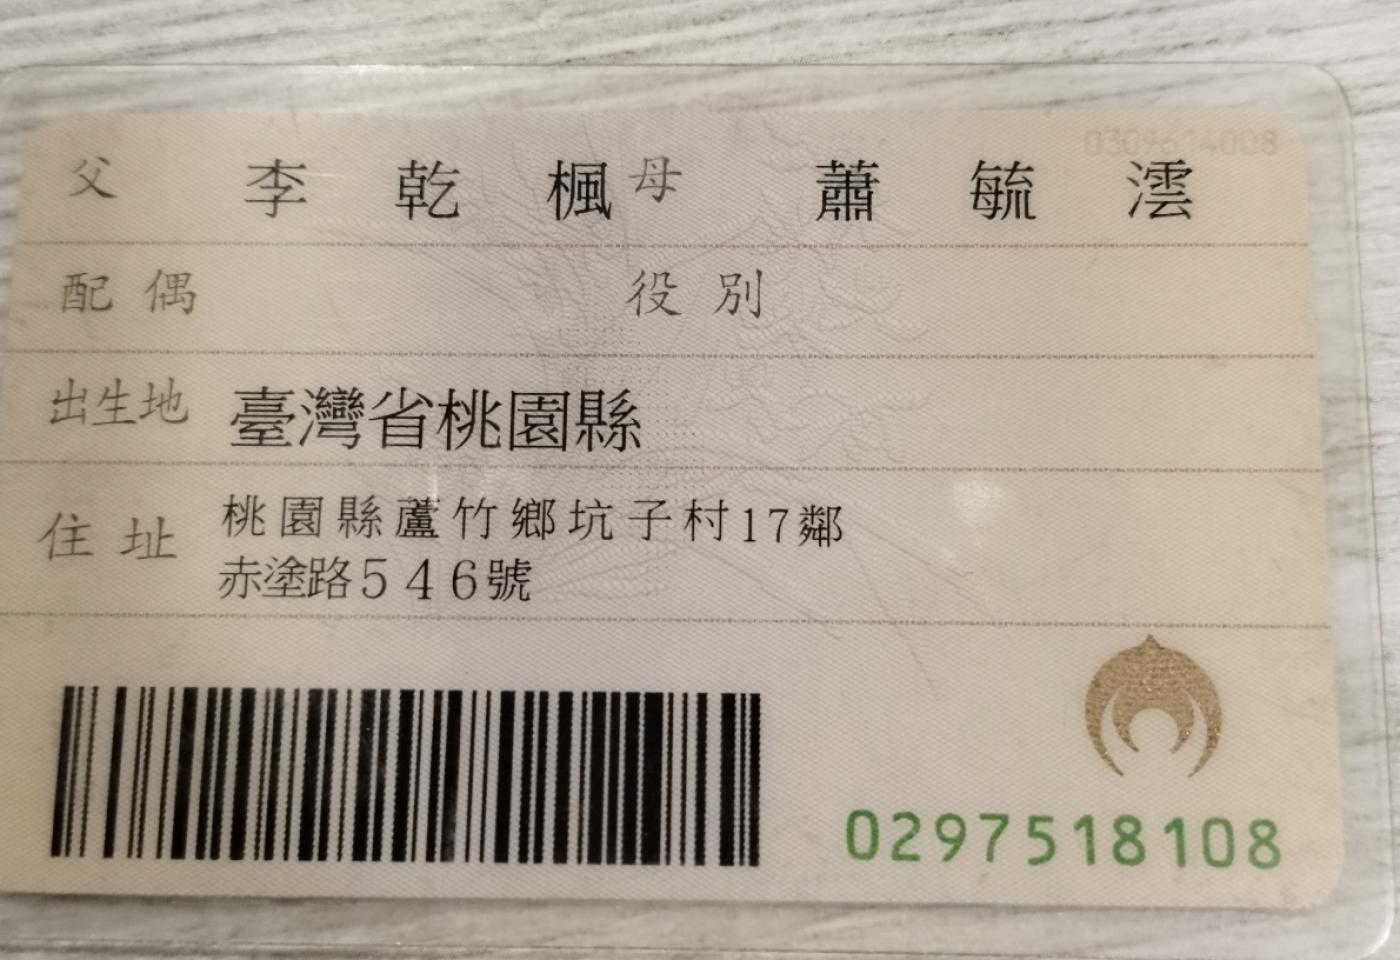 0309614008
父 李乾楓 母 蕭毓澐
配偶 役別
出生地 臺灣省桃園縣
住址 桃園縣蘆竹鄉坑子村17鄰
赤塗路546號
0297518108